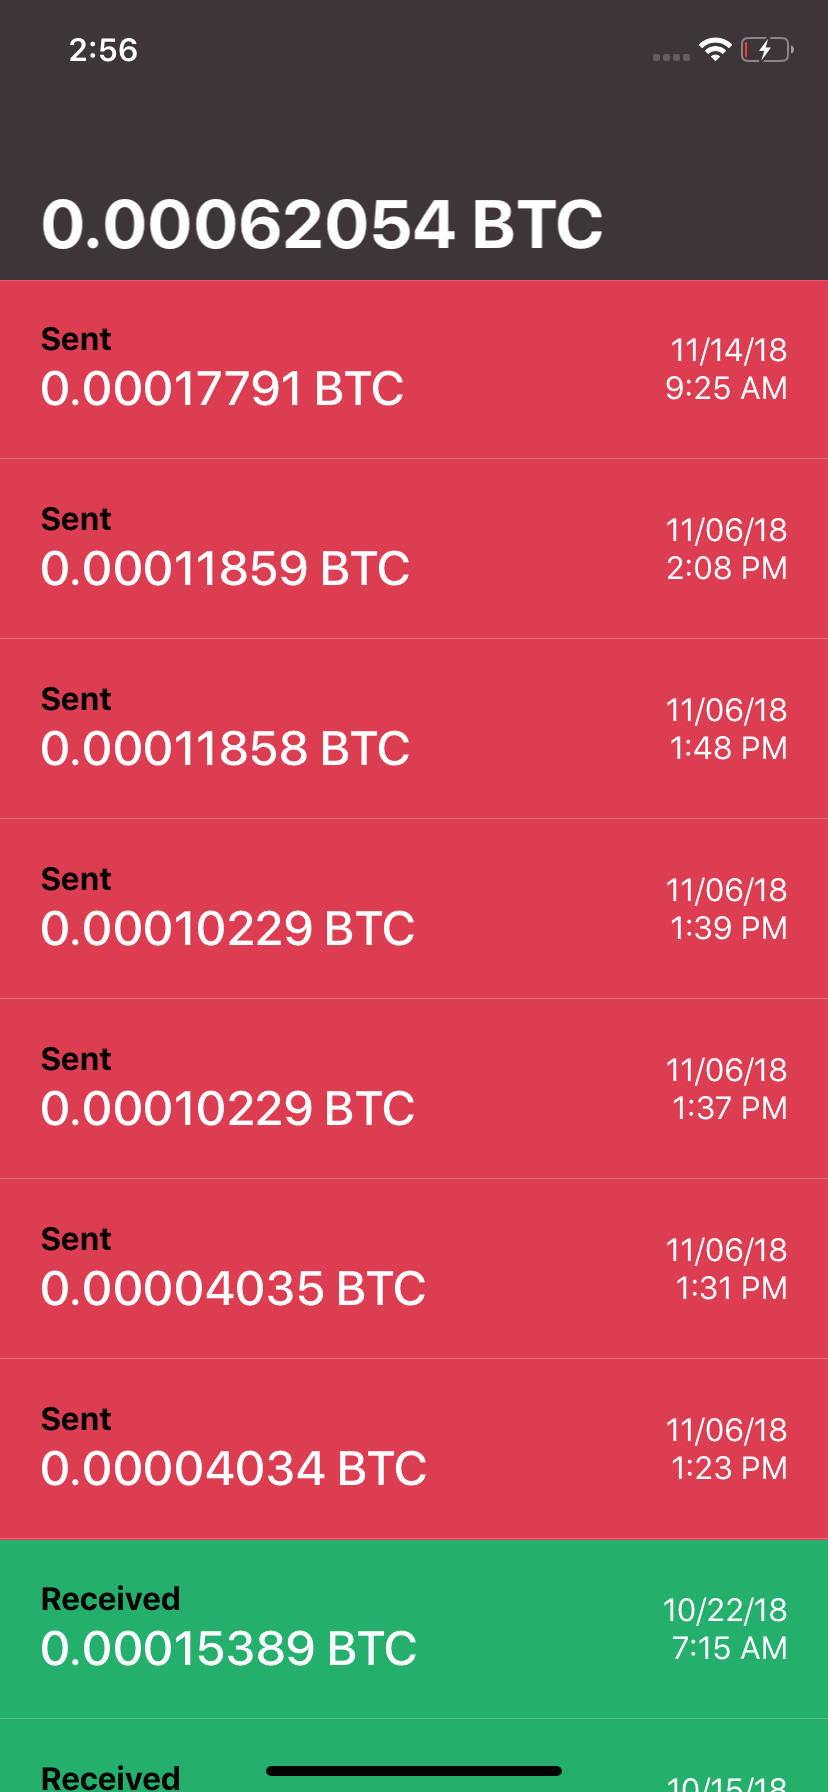 2:56
0.00062054 BTC
Sent
0.00017791 BTC
11/14/18
9:25 AM
Sent
0.00011859 BTC
11/06/18
2:08 PM
Sent
0.00011858 BTC
11/06/18
1:48 PM
Sent
0.00010229 BTC
11/06/18
1:39 PM
Sent
0.00010229 BTC
11/06/18
1:37 PM
Sent
0.00004035 BTC
11/06/18
1:31 PM
Sent
0.00004034 BTC
11/06/18
1:23 PM
Received
0.00015389 BTC
10/22/18
7:15 AM
Received
10/15/18